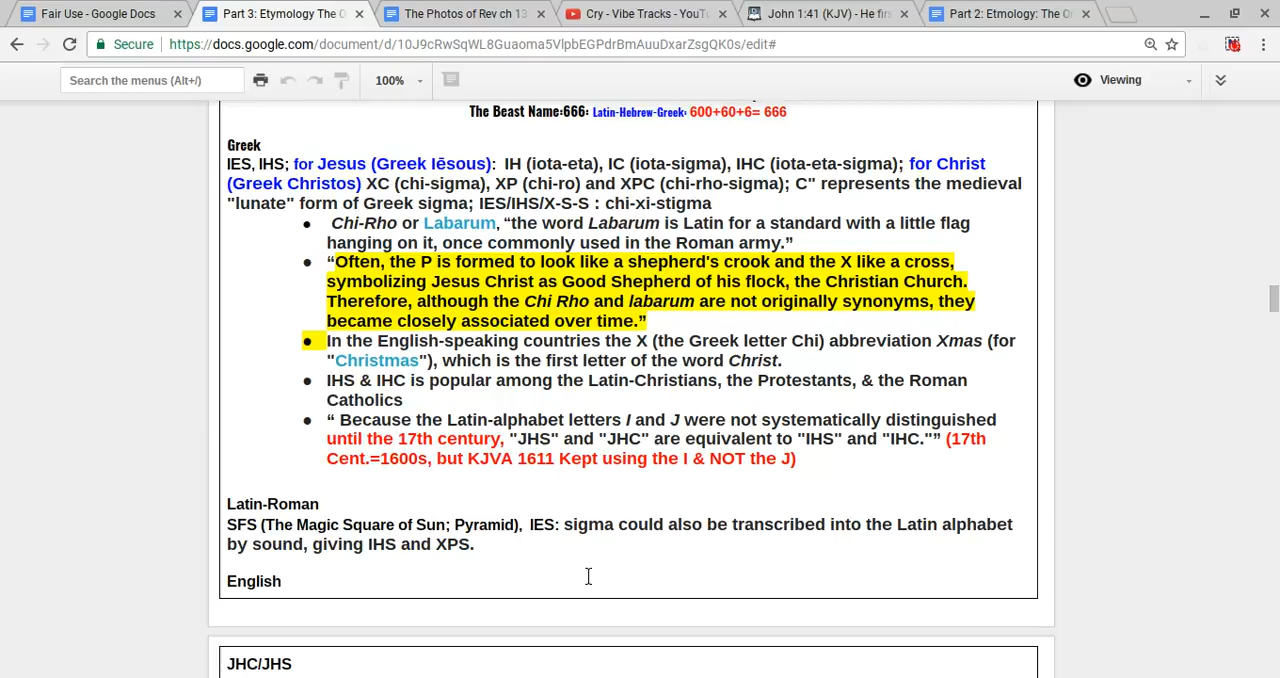 Fair Use - Google Docs
Part 3: Etymology The O
The Photos of Rev ch 13
Cry - Vibe Tracks - YouTu
John 1:41 (KJV) - He firs
Part 2: Etmology: The Or
Secure https://docs.google.com/document/d/10J9cRwSqWL8Guaoma5VlpbEGPdrBmAuuDxarZsgQK0s/edit#
Search the menus (Alt+/)
100%
Viewing
The Beast Name:666: Latin-Hebrew-Greek: 600+60+6= 666
Greek
IES, IHS; for Jesus (Greek Iēsous): IH (iota-eta), IC (iota-sigma), IHC (iota-eta-sigma); for Christ
(Greek Christos) XC (chi-sigma), XP (chi-ro) and XPC (chi-rho-sigma); C" represents the medieval
"lunate" form of Greek sigma; IES/IHS/X-S-S : chi-xi-stigma
● Chi-Rho or Labarum, “the word Labarum is Latin for a standard with a little flag
hanging on it, once commonly used in the Roman army.”
● “Often, the P is formed to look like a shepherd's crook and the X like a cross,
symbolizing Jesus Christ as Good Shepherd of his flock, the Christian Church.
Therefore, although the Chi Rho and labarum are not originally synonyms, they
became closely associated over time.”
● In the English-speaking countries the X (the Greek letter Chi) abbreviation Xmas (for
"Christmas"), which is the first letter of the word Christ.
● IHS & IHC is popular among the Latin-Christians, the Protestants, & the Roman
Catholics
● “ Because the Latin-alphabet letters I and J were not systematically distinguished
until the 17th century, "JHS" and "JHC" are equivalent to "IHS" and "IHC."” (17th
Cent.=1600s, but KJVA 1611 Kept using the I & NOT the J)
Latin-Roman
SFS (The Magic Square of Sun; Pyramid), IES: sigma could also be transcribed into the Latin alphabet
by sound, giving IHS and XPS.
English
JHC/JHS